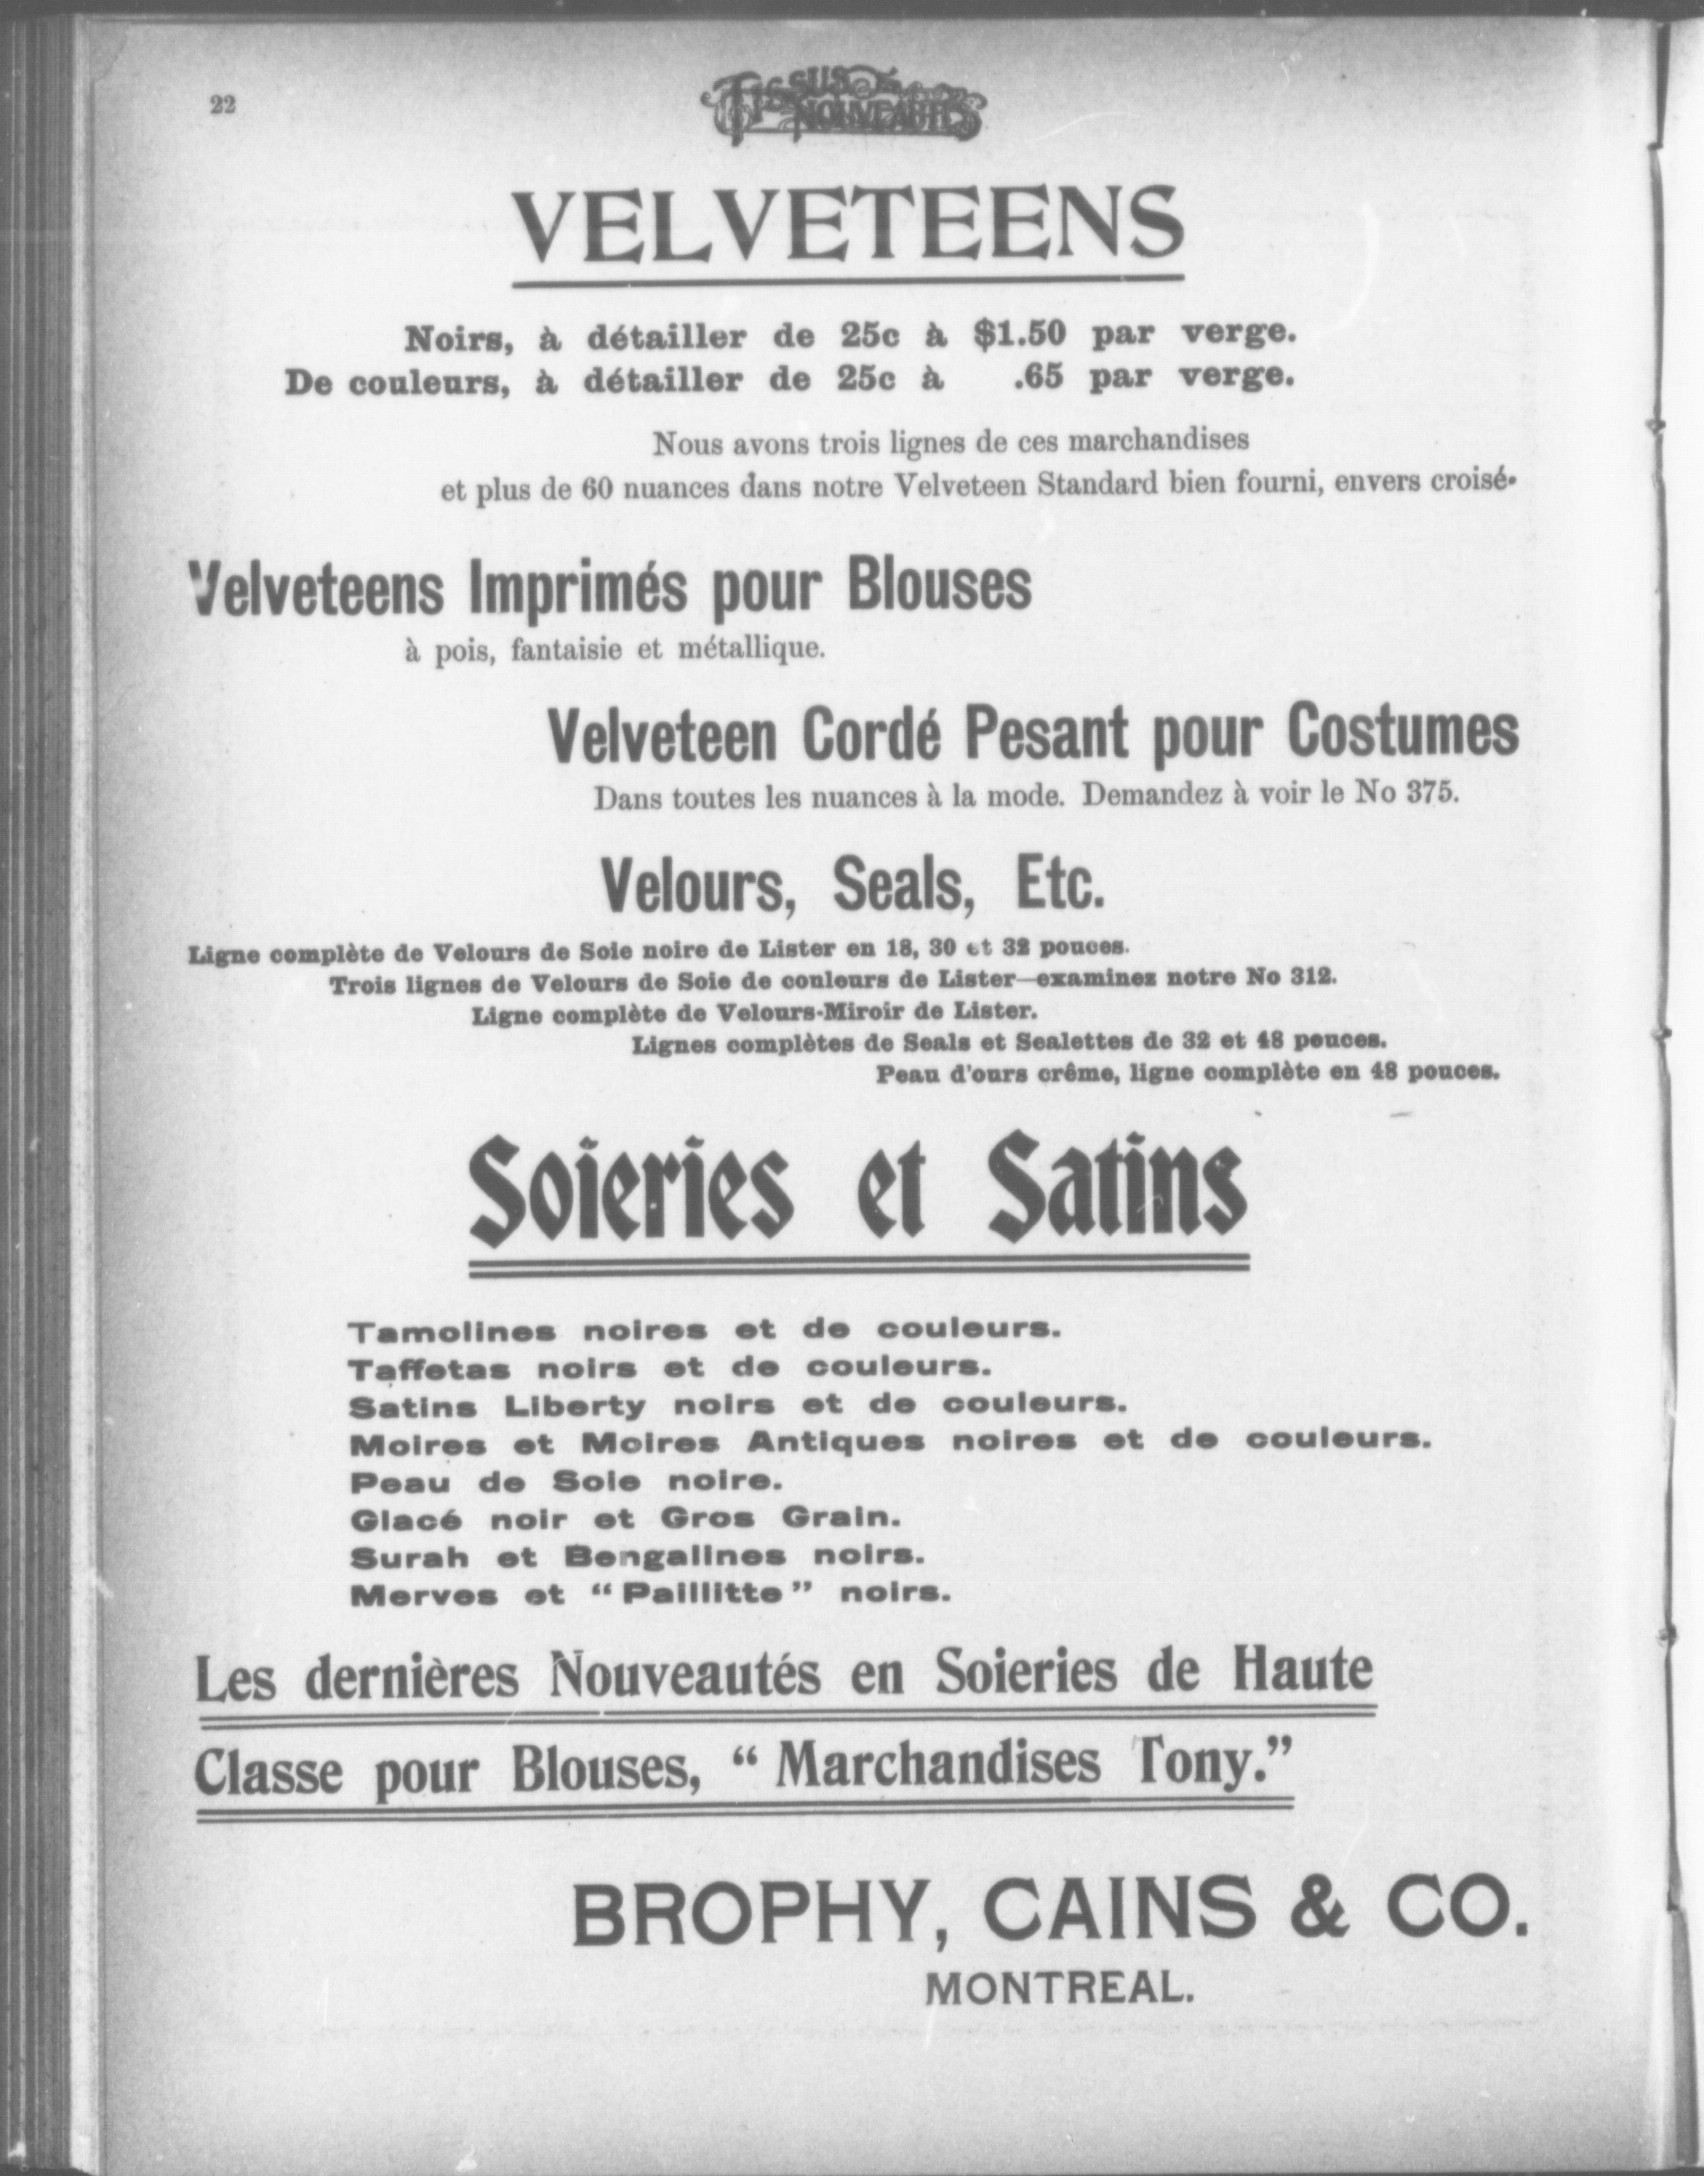 22
TISSUS & NOUVEAUTÉS
VELVETEENS
Noirs, à détailler de 25c à $1.50 par verge.
De couleurs, à détailler de 25c à .65 par verge.
Nous avons trois lignes de ces marchandises
et plus de 60 nuances dans notre Velveteen Standard bien fourni, envers croisé.
Velveteens Imprimés pour Blouses
à pois, fantaisie et métallique.
Velveteen Cordé Pesant pour Costumes
Dans toutes les nuances à la mode. Demandez à voir le No 375.
Velours, Seals, Etc.
Ligne complète de Velours de Soie noire de Lister en 18, 30 et 32 pouces.
Trois lignes de Velours de Soie de couleurs de Lister—examinez notre No 312.
Ligne complète de Velours-Miroir de Lister.
Lignes complètes de Seals et Sealettes de 32 et 48 pouces.
Peau d'ours crême, ligne complète en 48 pouces.
Soieries et Satins
Tamolines noires et de couleurs.
Taffetas noirs et de couleurs.
Satins Liberty noirs et de couleurs.
Moires et Moires Antiques noires et de couleurs.
Peau de Soie noire.
Glacé noir et Gros Grain.
Surah et Bengalines noirs.
Merves et "Paillitte" noirs.
Les dernières Nouveautés en Soieries de Haute
Classe pour Blouses, "Marchandises Tony."
BROPHY, CAINS & CO.
MONTREAL.